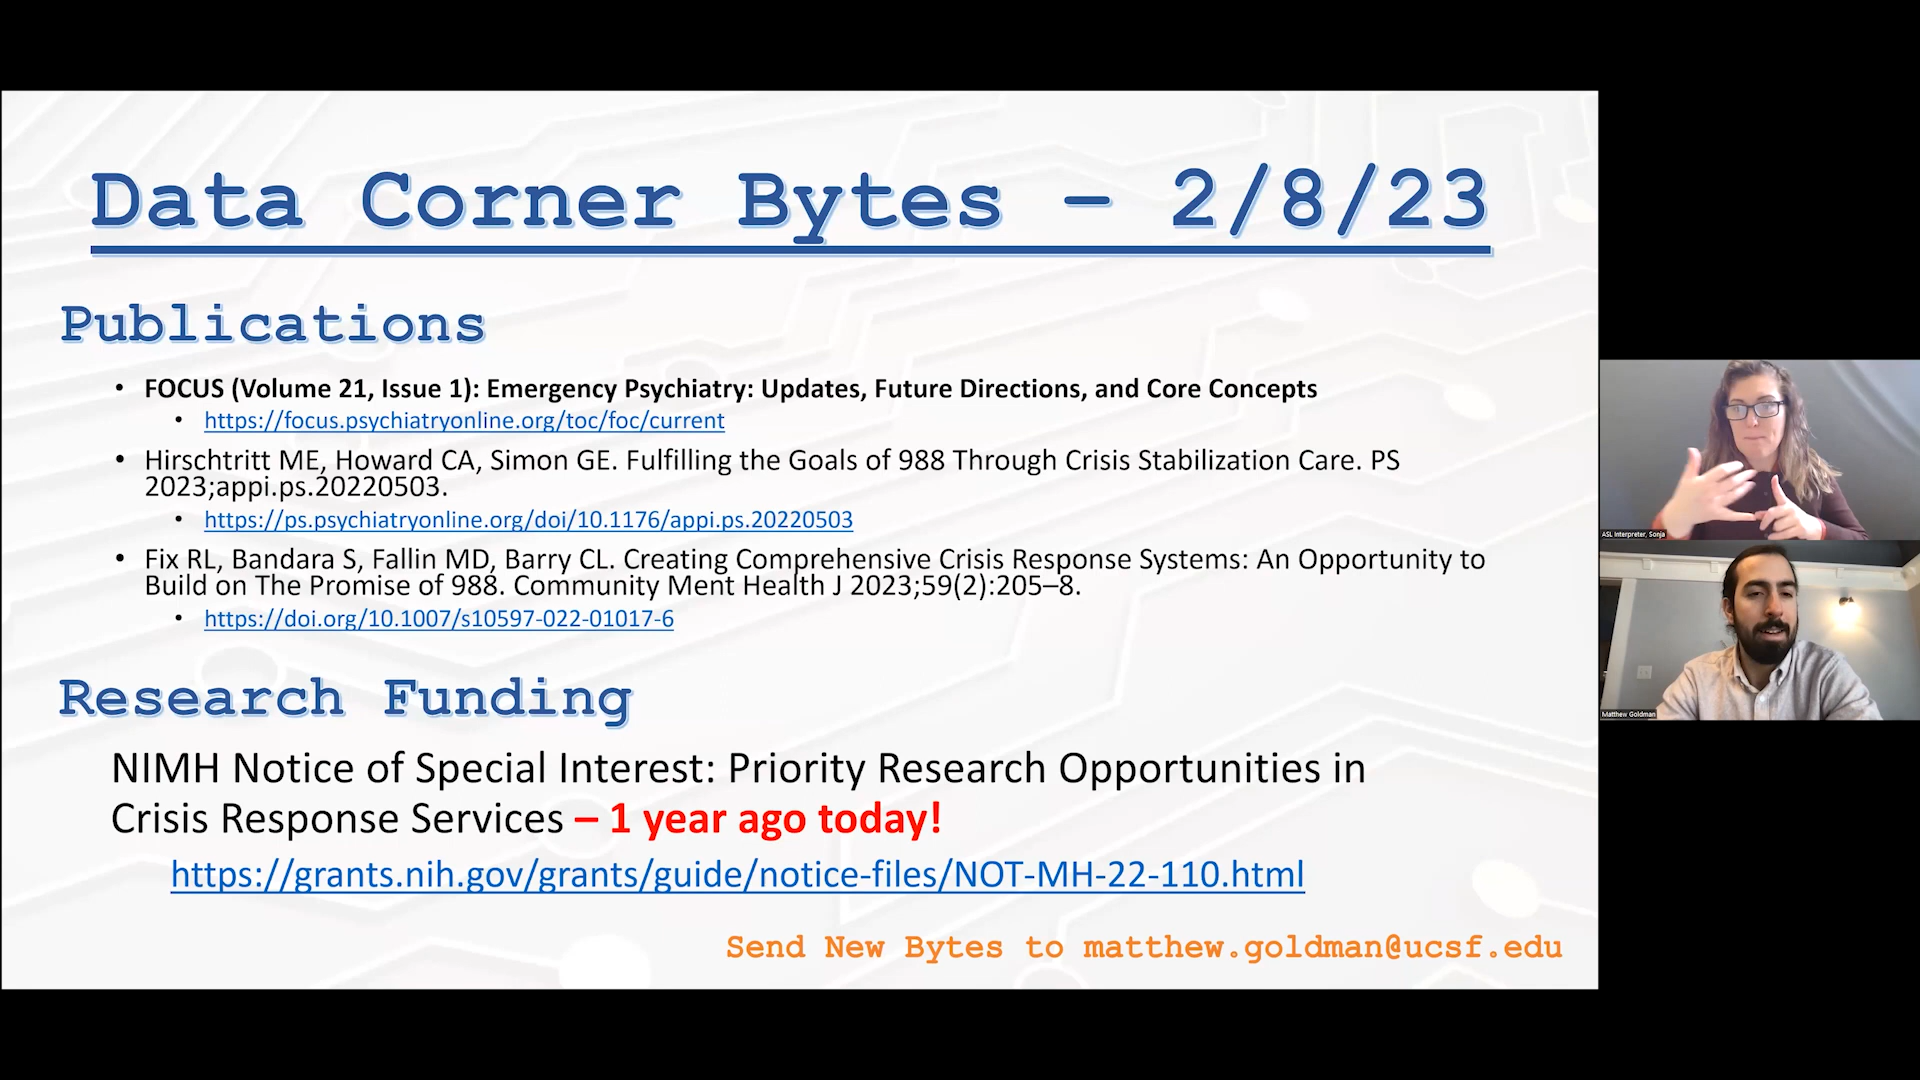 Data Corner Bytes – 2/8/23
Publications
• FOCUS (Volume 21, Issue 1): Emergency Psychiatry: Updates, Future Directions, and Core Concepts
• https://focus.psychiatryonline.org/toc/foc/current
• Hirschtritt ME, Howard CA, Simon GE. Fulfilling the Goals of 988 Through Crisis Stabilization Care. PS
2023;appi.ps.20220503.
• https://ps.psychiatryonline.org/doi/10.1176/appi.ps.20220503
• Fix RL, Bandara S, Fallin MD, Barry CL. Creating Comprehensive Crisis Response Systems: An Opportunity to
Build on The Promise of 988. Community Ment Health J 2023;59(2):205–8.
• https://doi.org/10.1007/s10597-022-01017-6
Research Funding
NIMH Notice of Special Interest: Priority Research Opportunities in
Crisis Response Services – 1 year ago today!
https://grants.nih.gov/grants/guide/notice-files/NOT-MH-22-110.html
Send New Bytes to matthew.goldman@ucsf.edu
ASL Interpreter, Sonja
Matthew Goldman